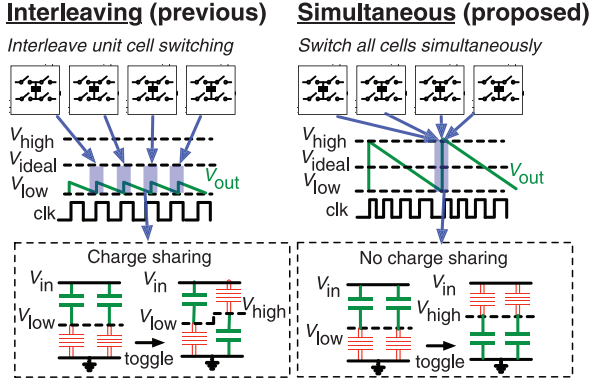 Interleaving (previous)
Interleave unit cell switching
Vhigh
Videal
Vlow
Vout
clk
Charge sharing
Vin
Vlow
toggle
Vin
Vlow
Vhigh
Simultaneous (proposed)
Switch all cells simultaneously
Vhigh
Videal
Vlow
Vout
clk
No charge sharing
Vin
Vlow
toggle
Vin
Vhigh